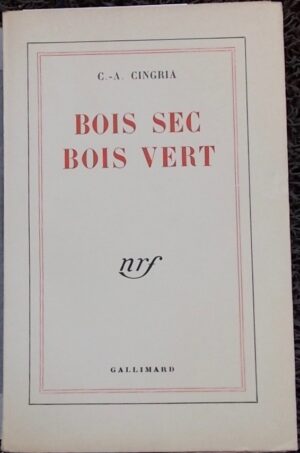 C.-A. CINGRIA
BOIS SEC
BOIS VERT
nrf
GALLIMARD